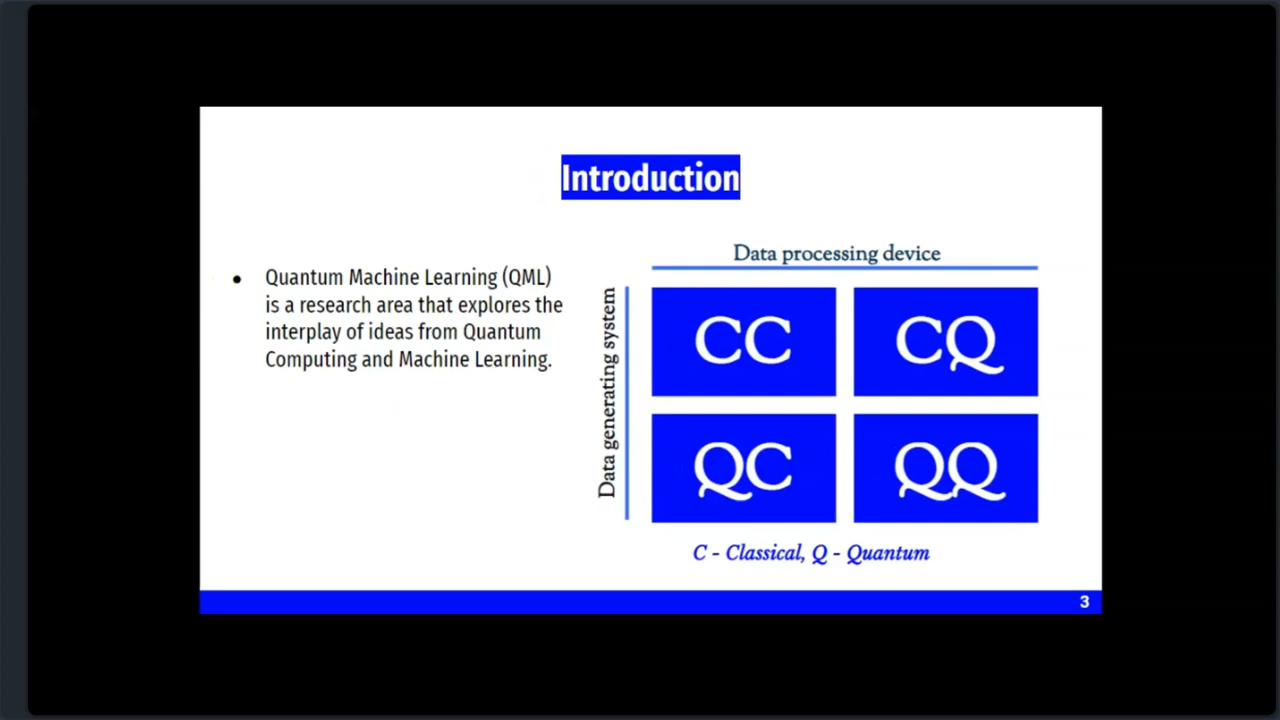 Introduction
• Quantum Machine Learning (QML)
is a research area that explores the
interplay of ideas from Quantum
Computing and Machine Learning.
Data processing device
Data generating system
CC CQ
QC QQ
C - Classical, Q - Quantum
3